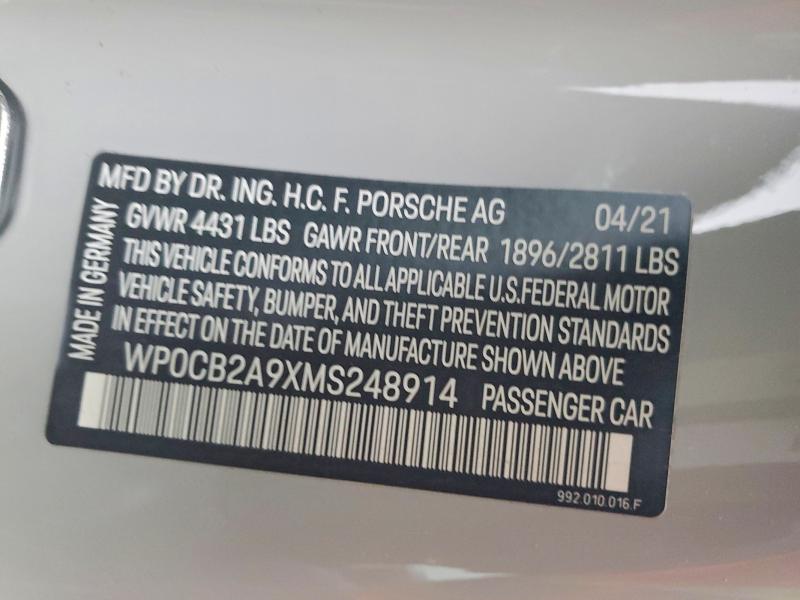 MFD BY DR. ING. H.C. F. PORSCHE AG 04/21
GVWR 4431 LBS GAWR FRONT/REAR 1896/2811 LBS
THIS VEHICLE CONFORMS TO ALL APPLICABLE U.S. FEDERAL MOTOR
VEHICLE SAFETY, BUMPER, AND THEFT PREVENTION STANDARDS
IN EFFECT ON THE DATE OF MANUFACTURE SHOWN ABOVE
WP0CB2A9XMS248914 PASSENGER CAR
992.010.016.F
MADE IN GERMANY